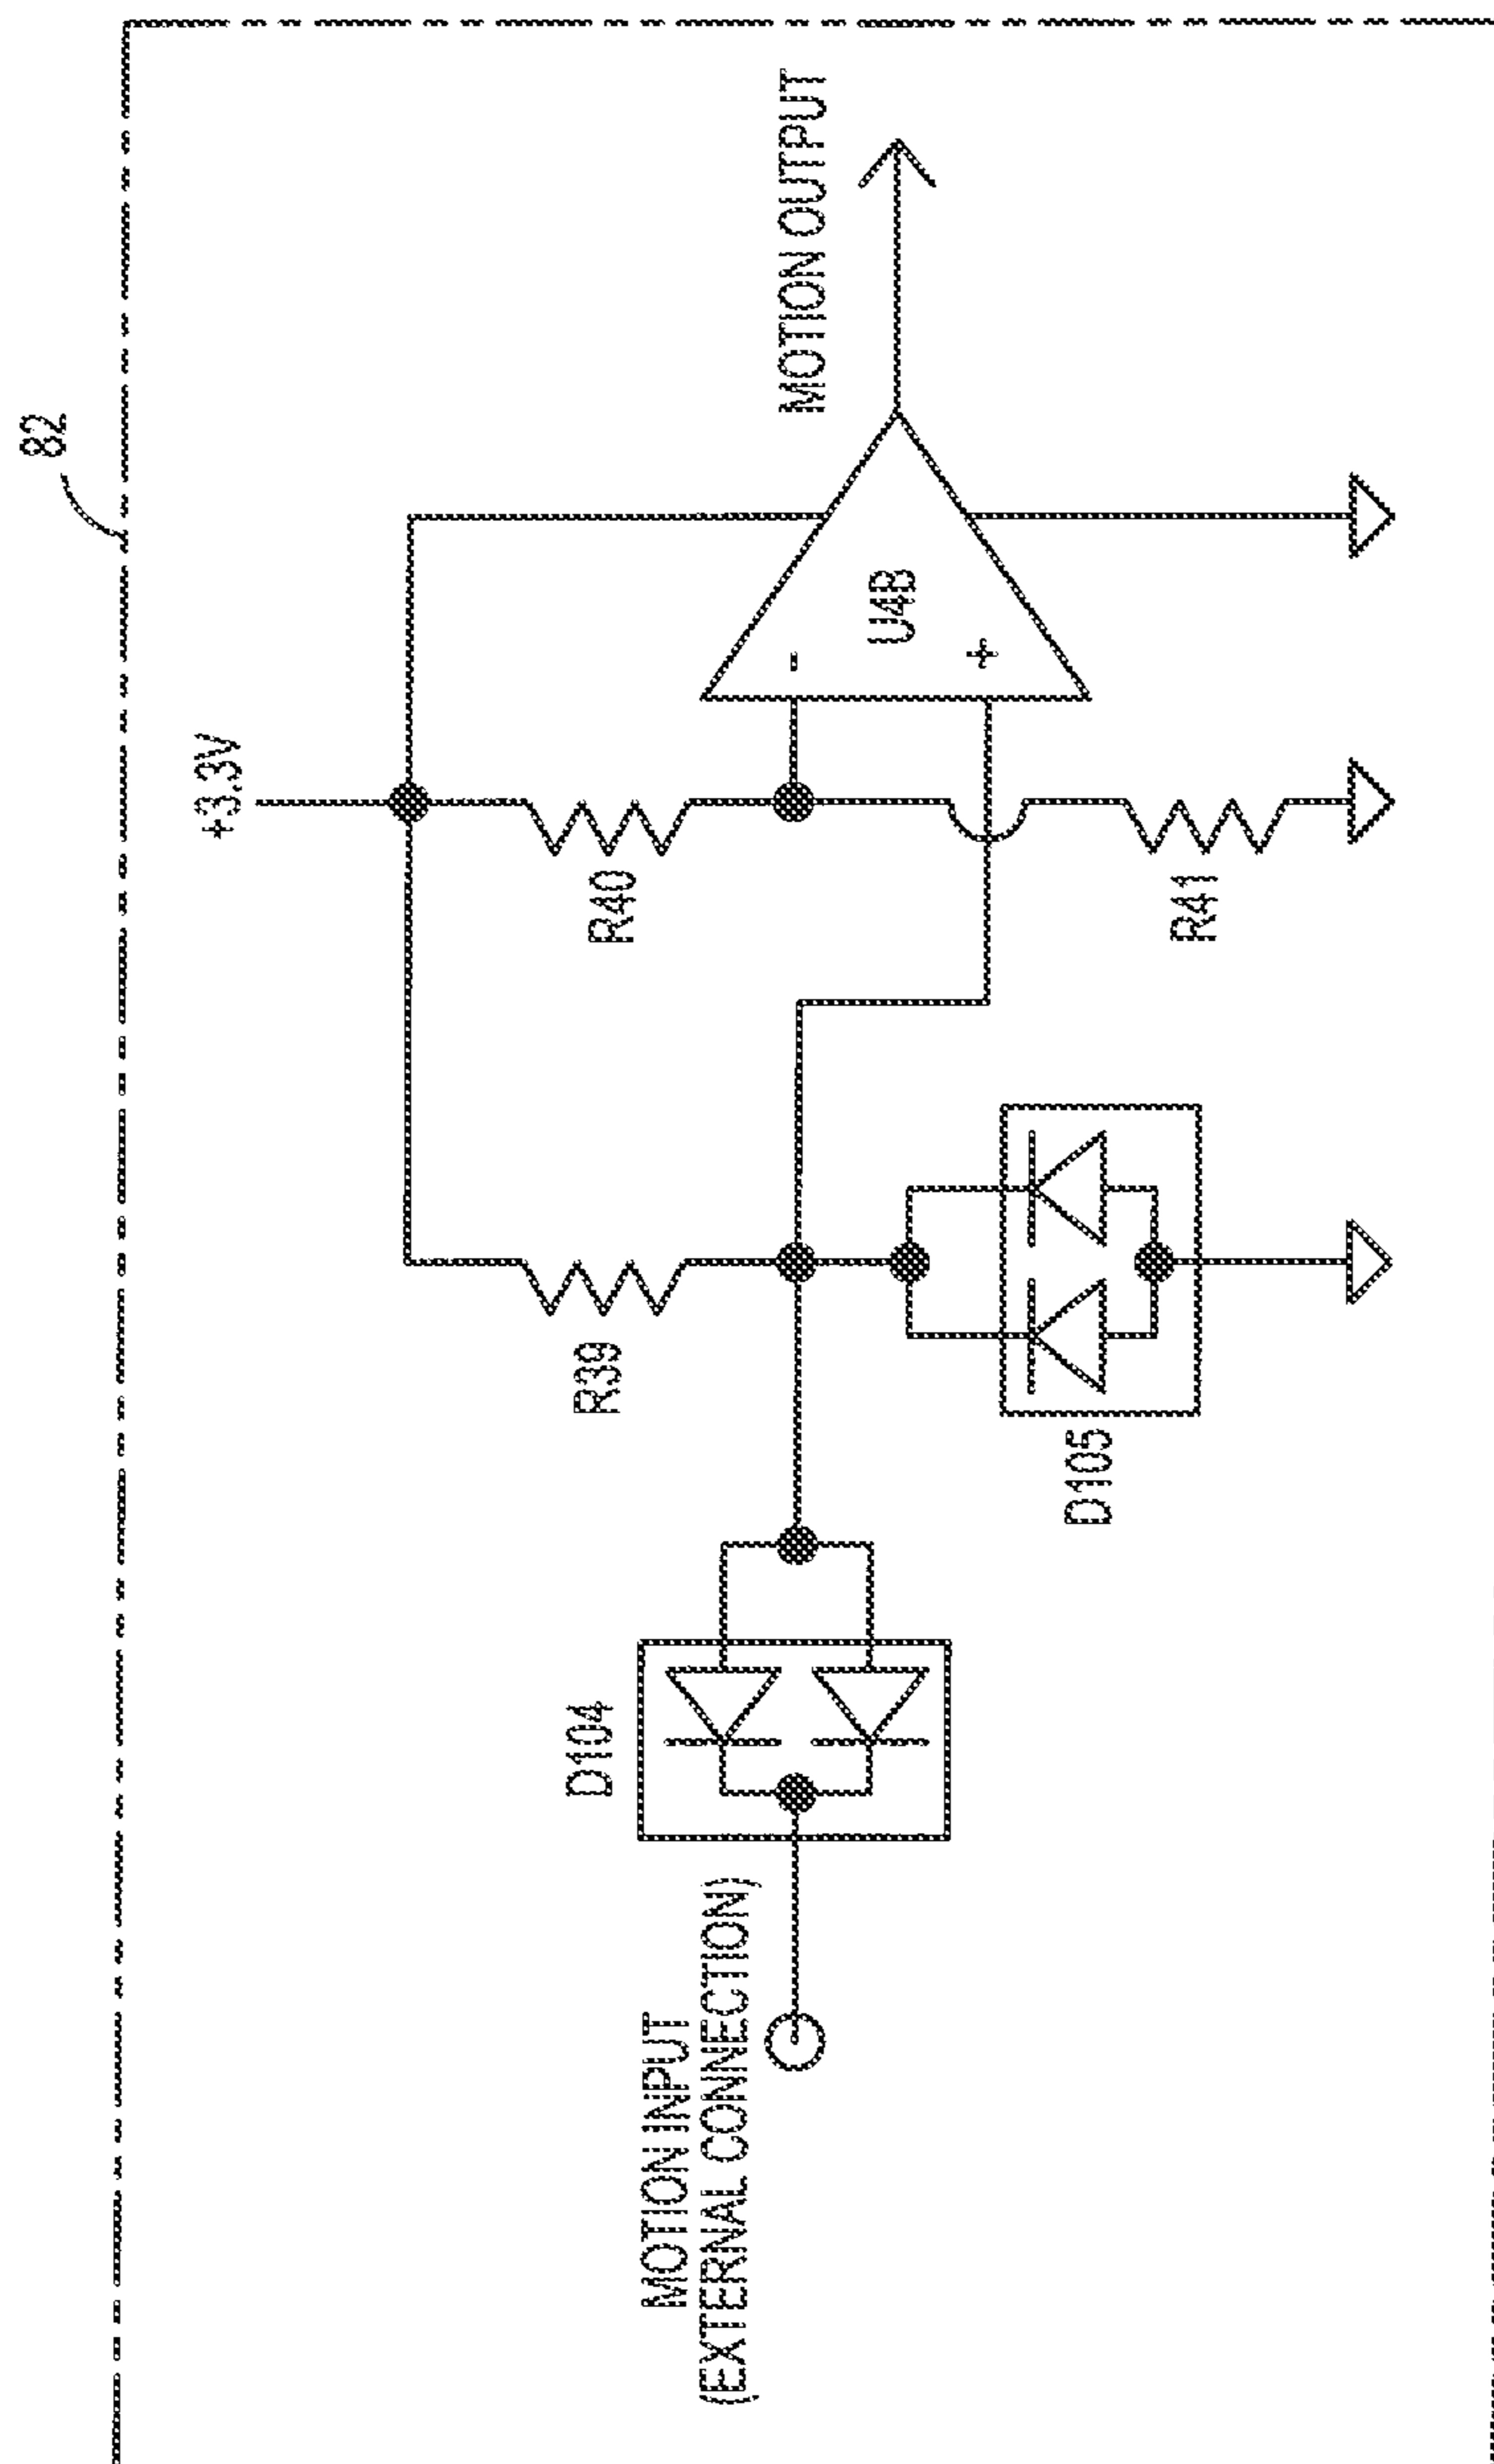 82
+3.3V
MOTION OUTPUT
R40
U4B
-
+
R39
R41
D104
D105
MOTION INPUT
(EXTERNAL CONNECTION)